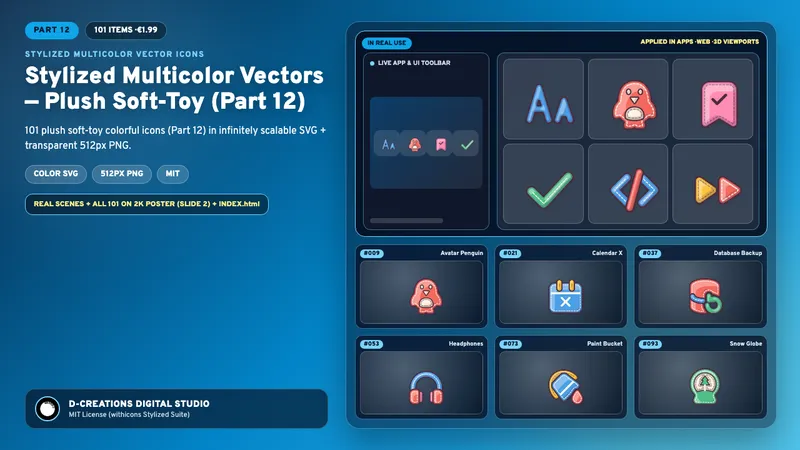 PART 12
101 ITEMS -€1.99
STYLIZED MULTICOLOR VECTOR ICONS
Stylized Multicolor Vectors
— Plush Soft-Toy (Part 12)
101 plush soft-toy colorful icons (Part 12) in infinitely scalable SVG +
transparent 512px PNG.
COLOR SVG
512PX PNG
MIT
REAL SCENES + ALL 101 ON 2K POSTER (SLIDE 2) + INDEX.html
D-CREATIONS DIGITAL STUDIO
MIT License (withicons Stylized Suite)
IN REAL USE
APPLIED IN APPS ·WEB ·3D VIEWPORTS
LIVE APP & UI TOOLBAR
#009
Avatar Penguin
#021
Calendar X
#037
Database Backup
#053
Headphones
#073
Paint Bucket
#093
Snow Globe